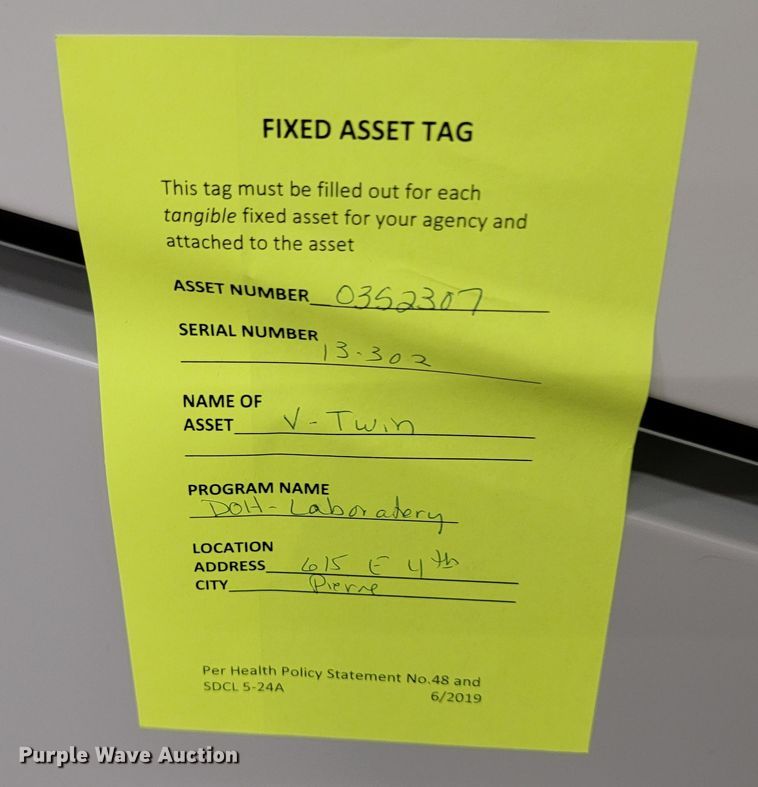 FIXED ASSET TAG
This tag must be filled out for each
tangible fixed asset for your agency and
attached to the asset
ASSET NUMBER 0352307
SERIAL NUMBER
13-302
NAME OF
ASSET V-Twin
PROGRAM NAME
DOH-Laboratery
LOCATION
ADDRESS 615 E 4th
CITY Pierre
Per Health Policy Statement No.48 and
SDCL 5-24A 6/2019
Purple Wave Auction